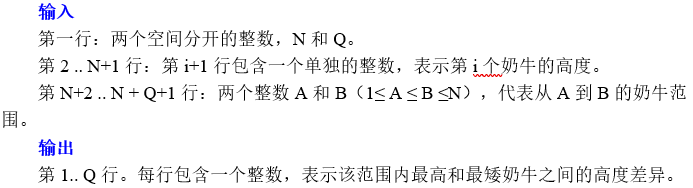 输入
第一行：两个空间分开的整数，N 和 Q。
第 2 .. N+1 行：第 i+1 行包含一个单独的整数，表示第 i 个奶牛的高度。
第 N+2 .. N + Q+1 行：两个整数 A 和 B（1≤ A ≤ B ≤N），代表从 A 到 B 的奶牛范
围。
输出
第 1.. Q 行。每行包含一个整数，表示该范围内最高和最矮奶牛之间的高度差异。